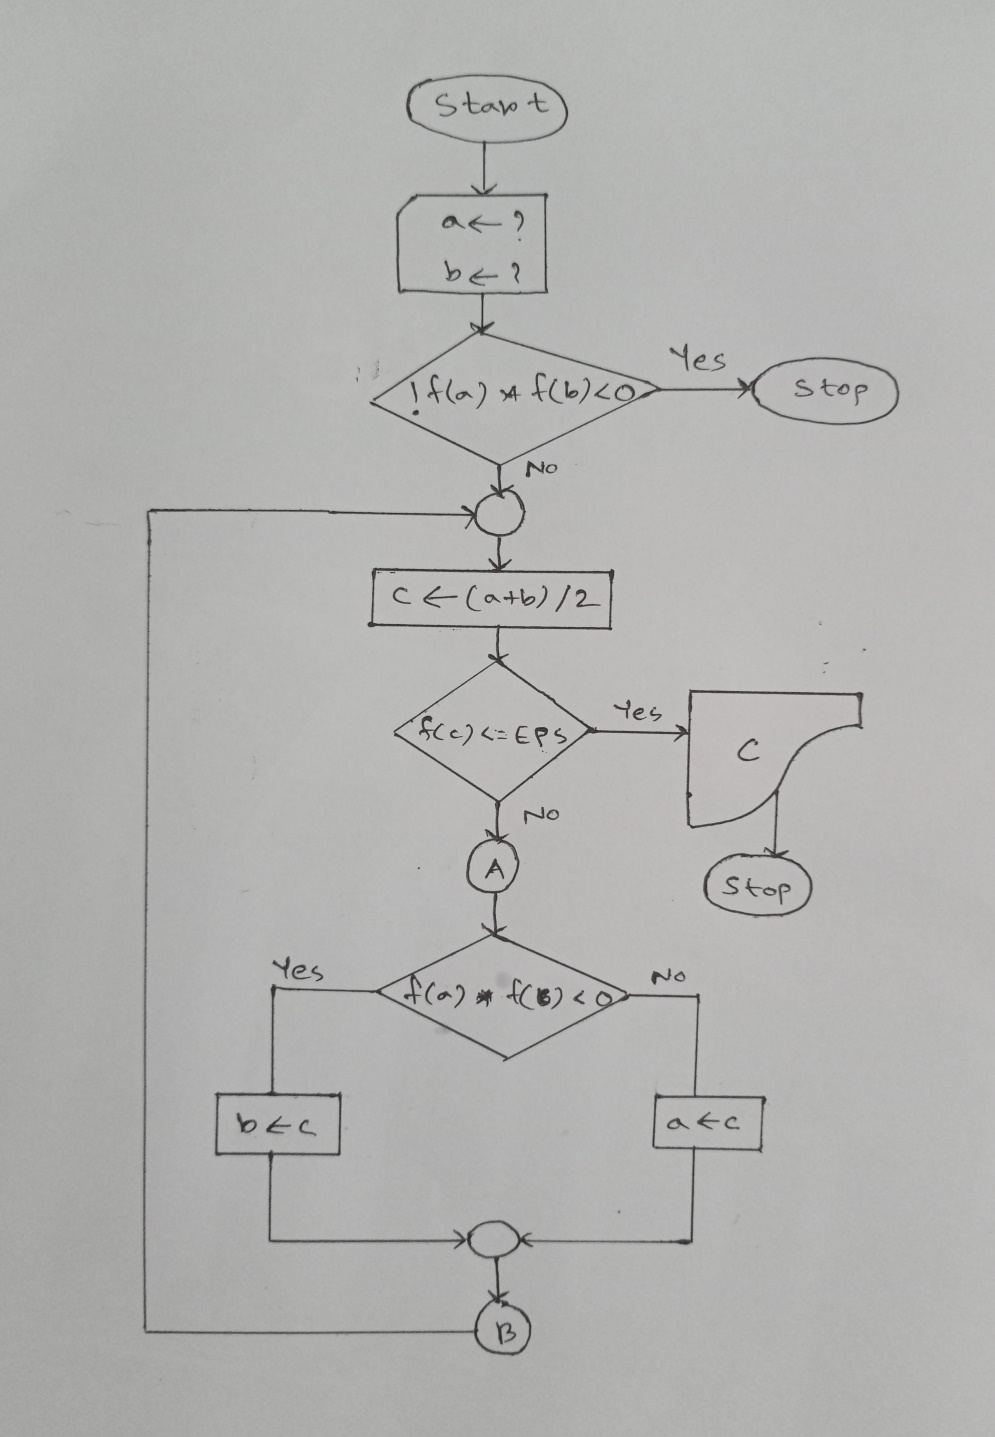 Start
a ← ?
b ← ?
! f(a) * f(b) < 0
Yes
Stop
No
c ← (a+b) / 2
f(c) <= EPS
Yes
C
No
A
Stop
f(a) * f(B) < 0
Yes
No
b ← c
a ← c
B